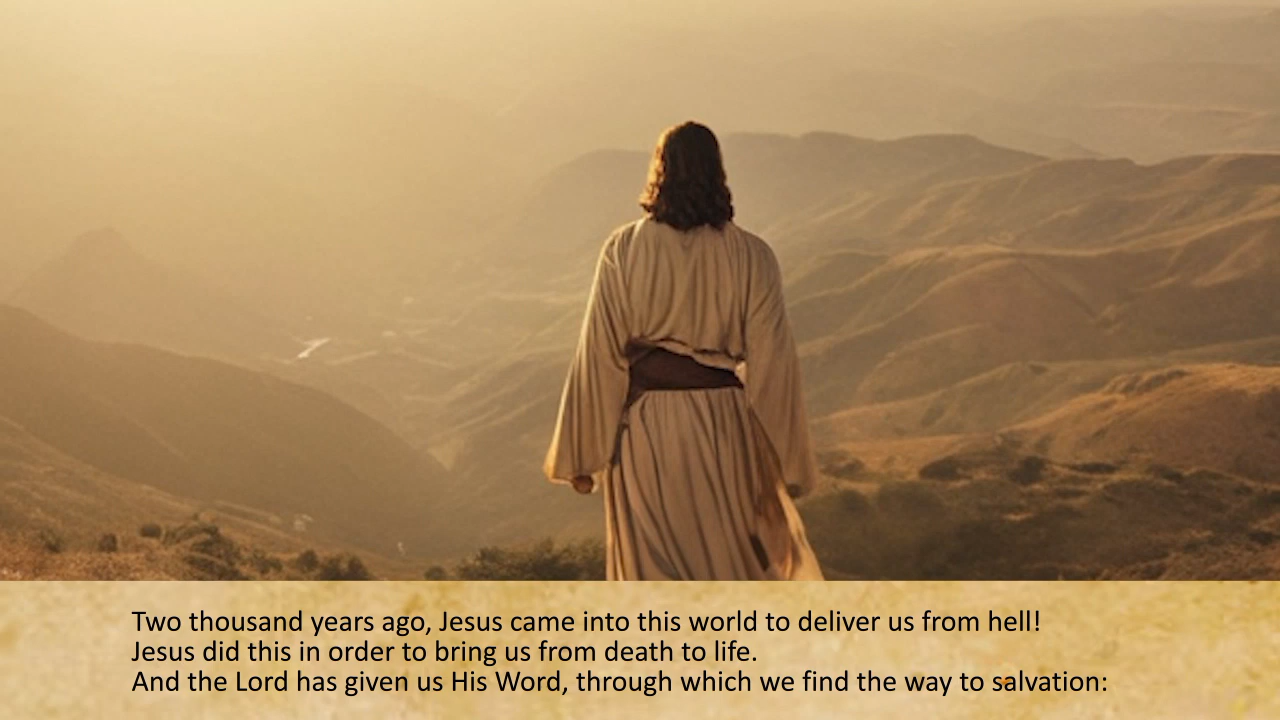 Two thousand years ago, Jesus came into this world to deliver us from hell!
Jesus did this in order to bring us from death to life.
And the Lord has given us His Word, through which we find the way to salvation: